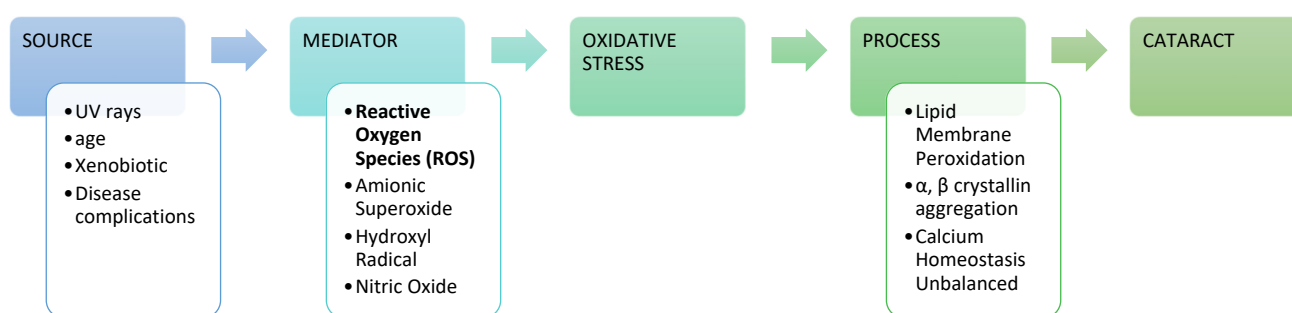 SOURCE
• UV rays
• age
• Xenobiotic
• Disease
complications
MEDIATOR
• Reactive
Oxygen
Species (ROS)
• Amionic
Superoxide
• Hydroxyl
Radical
• Nitric Oxide
OXIDATIVE
STRESS
PROCESS
• Lipid
Membrane
Peroxidation
• α, β crystallin
aggregation
• Calcium
Homeostasis
Unbalanced
CATARACT